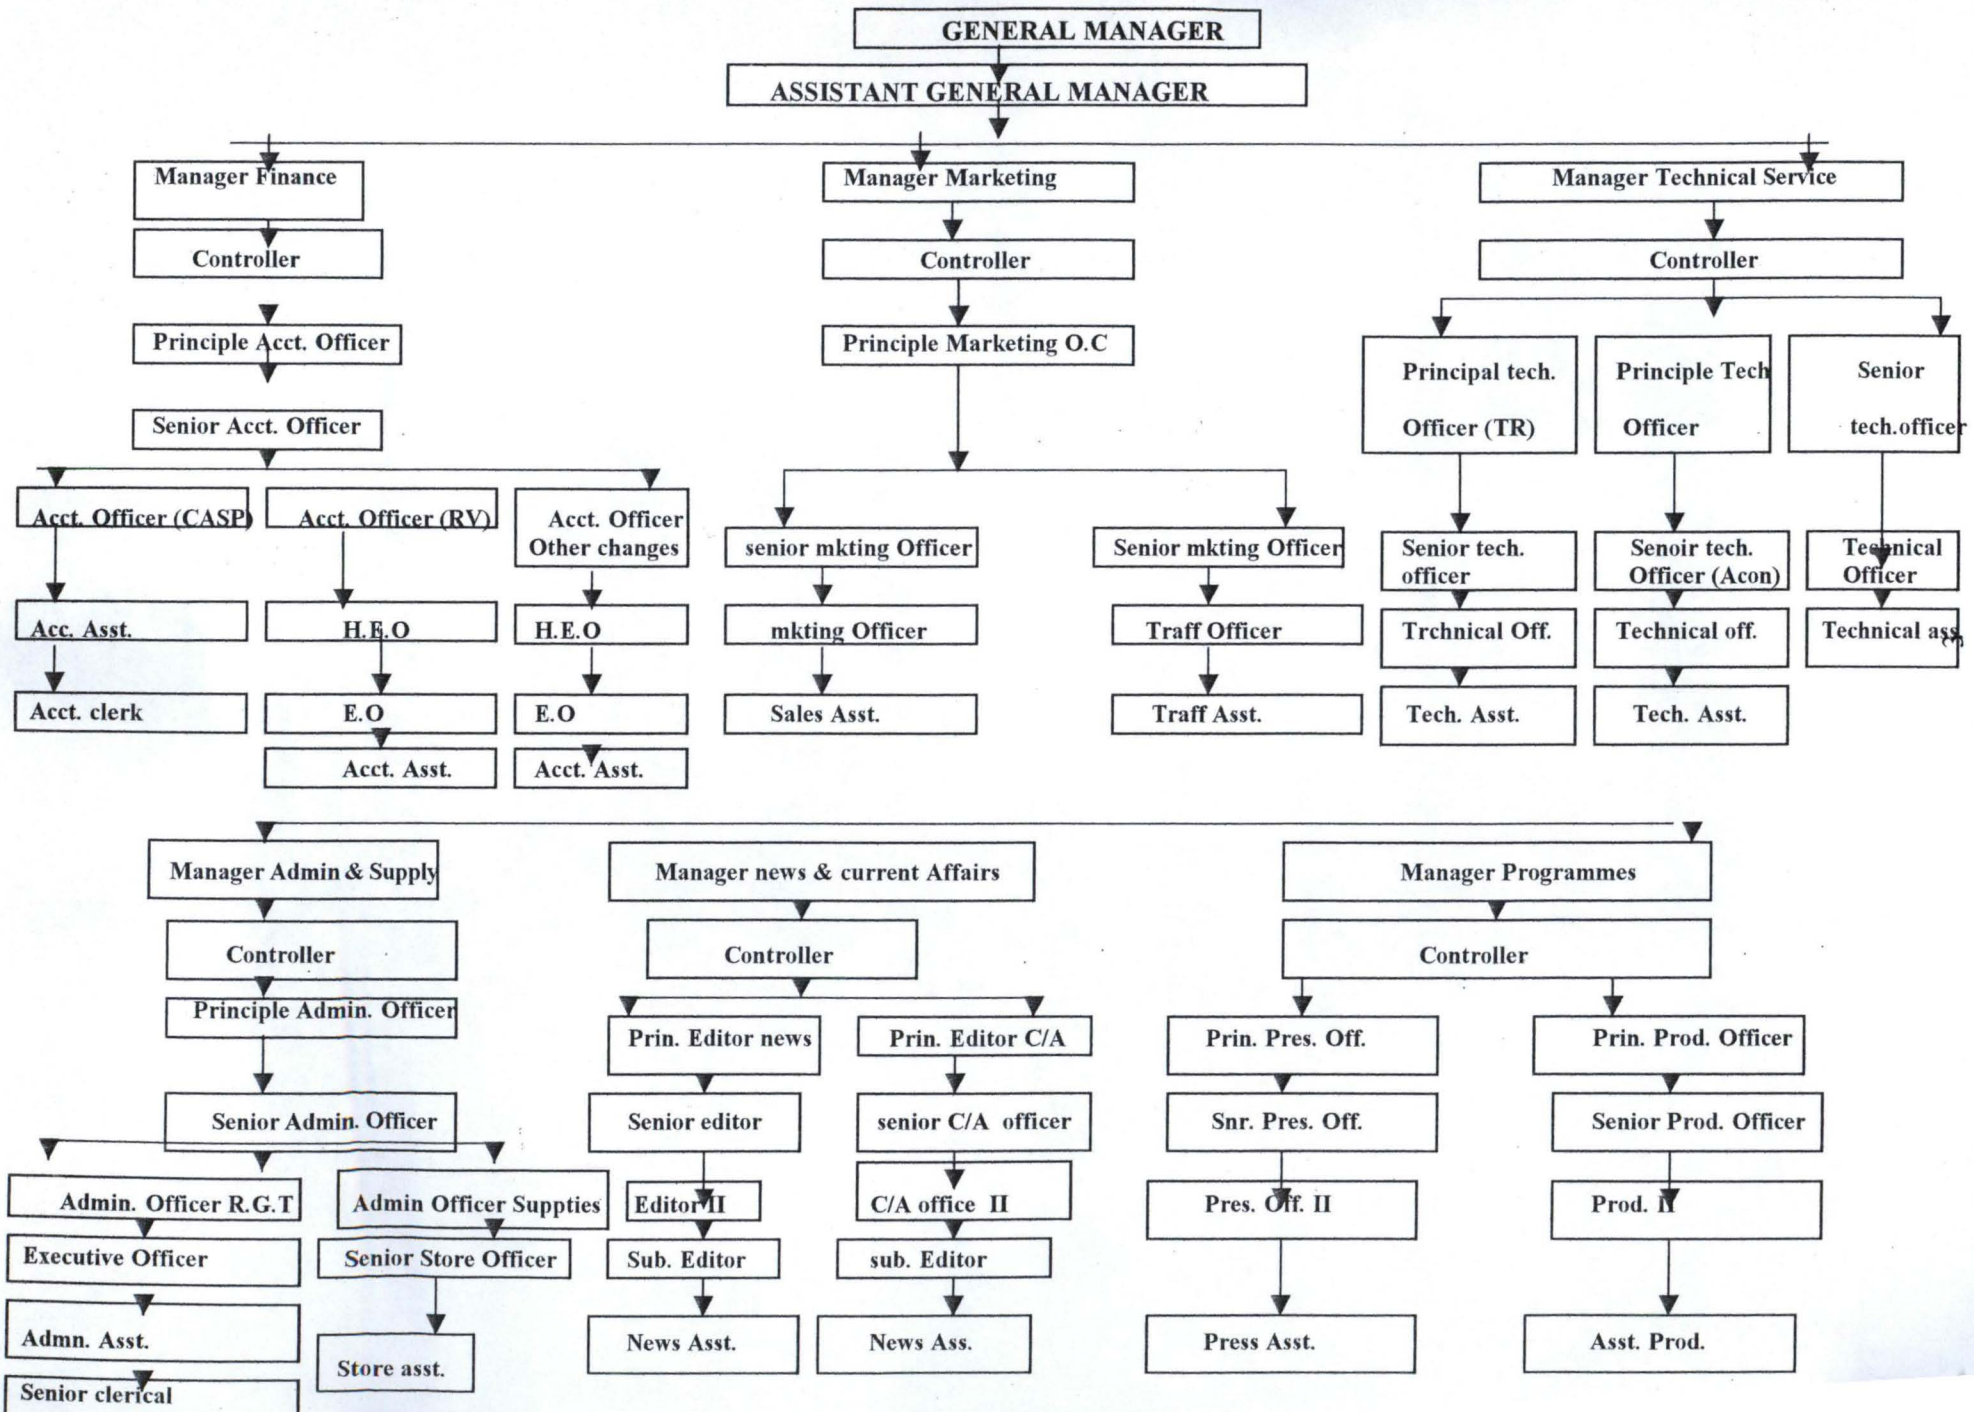 GENERAL MANAGER
ASSISTANT GENERAL MANAGER
Manager Finance
Manager Marketing
Manager Technical Service
Controller
Controller
Controller
Principle Acct. Officer
Principle Marketing O.C
Principal tech.
Officer (TR)
Principle Tech
Officer
Senior
tech.officer
Senior Acct. Officer
Acct. Officer (CASP)
Acct. Officer (RV)
Acct. Officer
Other changes
senior mkting Officer
Senior mkting Officer
Senior tech.
officer
Senoir tech.
Officer (Acon)
Technical
Officer
Acc. Asst.
H.E.O
H.E.O
mkting Officer
Traff Officer
Trchnical Off.
Technical off.
Technical ass
Acct. clerk
E.O
E.O
Sales Asst.
Traff Asst.
Tech. Asst.
Tech. Asst.
Acct. Asst.
Acct. Asst.
Manager Admin & Supply
Manager news & current Affairs
Manager Programmes
Controller
Controller
Controller
Principle Admin. Officer
Prin. Editor news
Prin. Editor C/A
Prin. Pres. Off.
Prin. Prod. Officer
Senior Admin. Officer
Senior editor
senior C/A officer
Snr. Pres. Off.
Senior Prod. Officer
Admin. Officer R.G.T
Admin Officer Suppties
Editor II
C/A office II
Pres. Off. II
Prod. II
Executive Officer
Senior Store Officer
Sub. Editor
sub. Editor
Admn. Asst.
Store asst.
News Asst.
News Ass.
Press Asst.
Asst. Prod.
Senior clerical